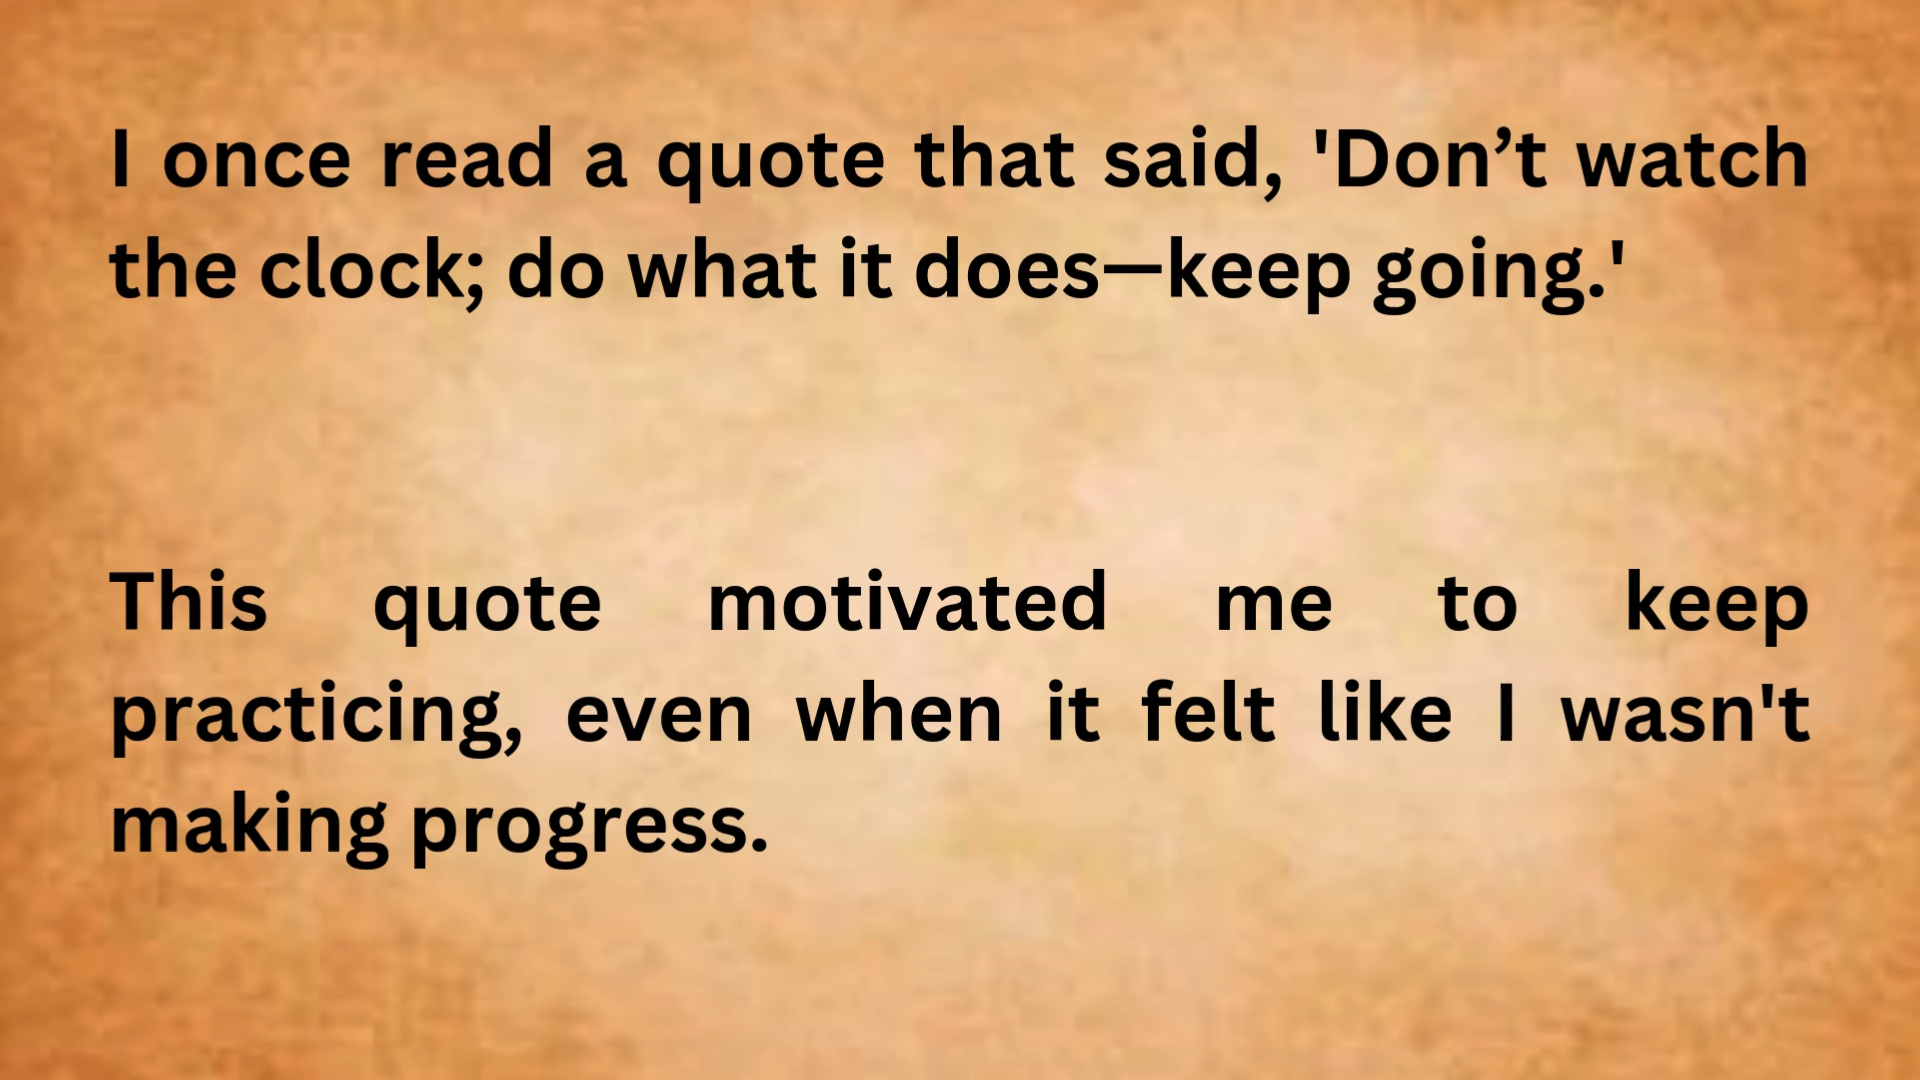 I once read a quote that said, 'Don’t watch
the clock; do what it does—keep going.'
This quote motivated me to keep
practicing, even when it felt like I wasn't
making progress.